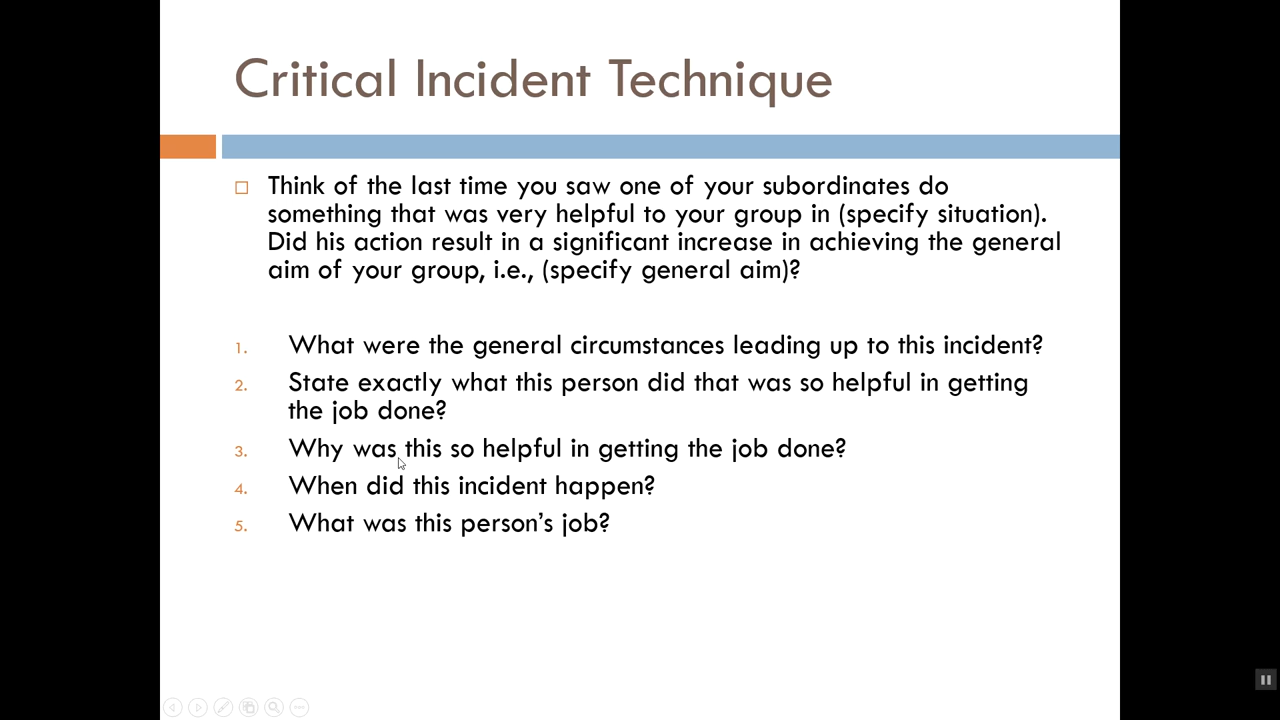 Critical Incident Technique
Think of the last time you saw one of your subordinates do
something that was very helpful to your group in (specify situation).
Did his action result in a significant increase in achieving the general
aim of your group, i.e., (specify general aim)?
1. What were the general circumstances leading up to this incident?
2. State exactly what this person did that was so helpful in getting
the job done?
3. Why was this so helpful in getting the job done?
4. When did this incident happen?
5. What was this person’s job?